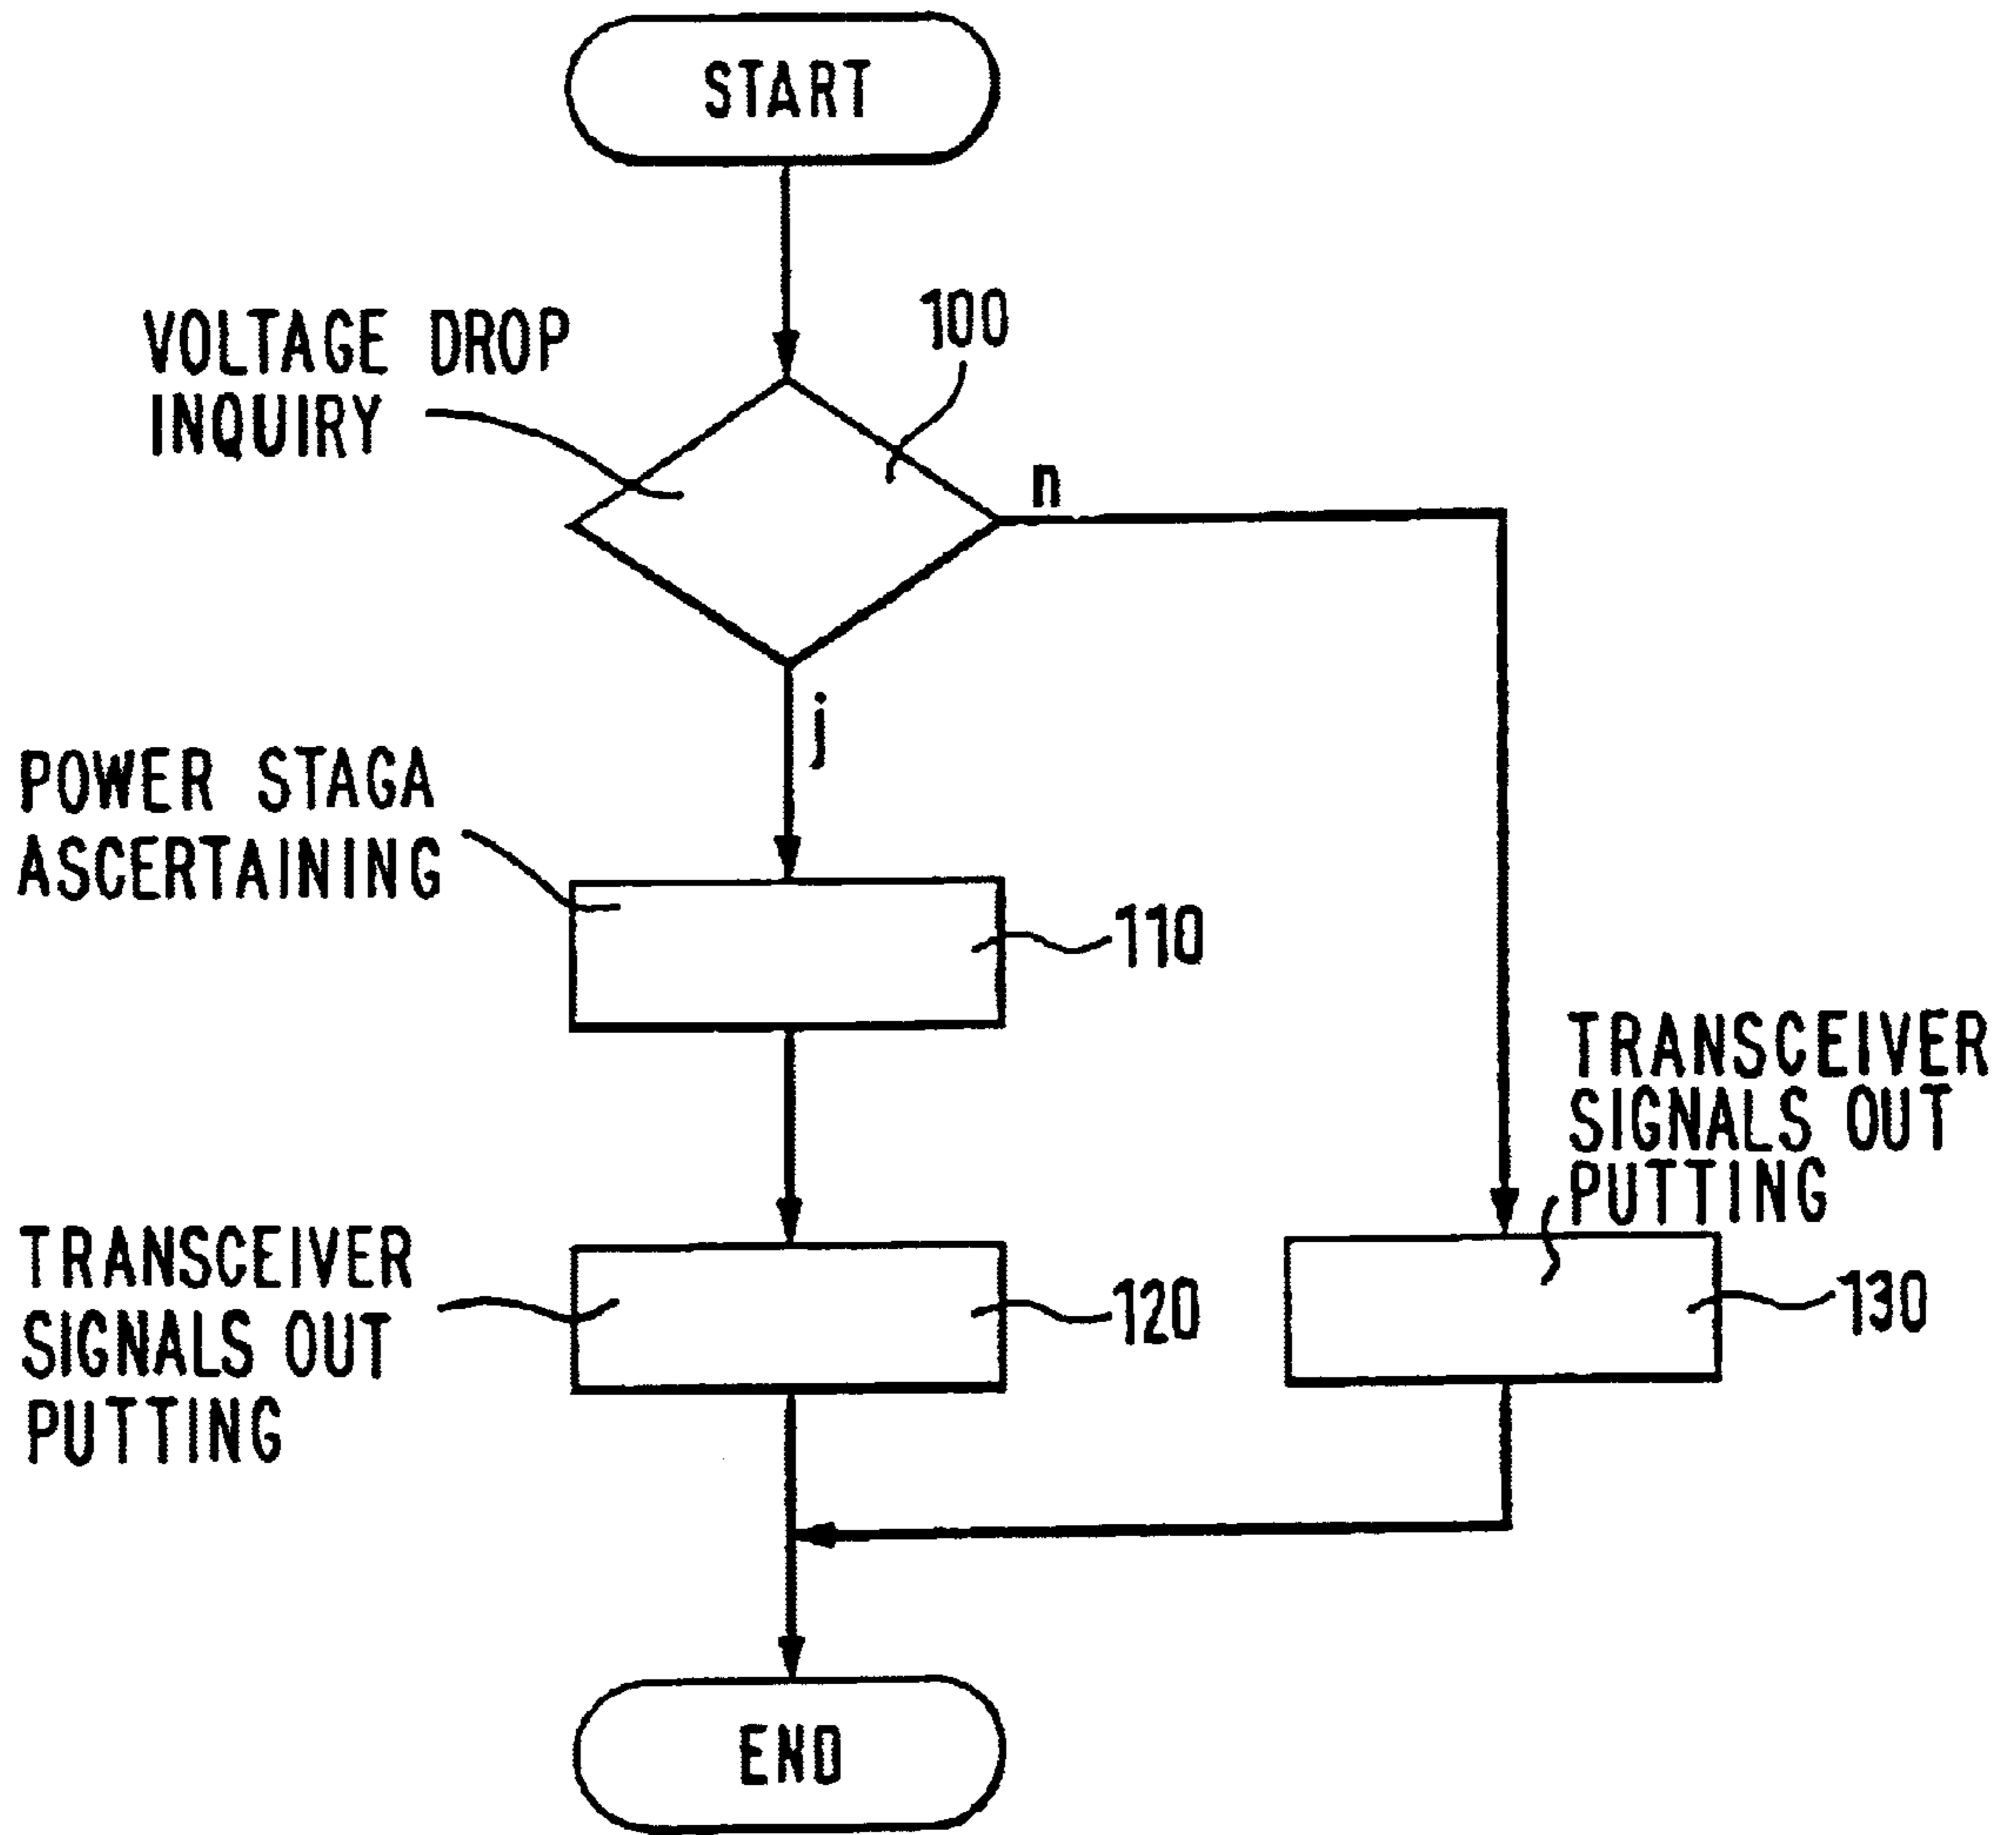 START
VOLTAGE DROP
INQUIRY
100
n
j
POWER STAGA
ASCERTAINING
110
TRANSCEIVER
SIGNALS OUT
PUTTING
TRANSCEIVER
SIGNALS OUT
PUTTING
120
130
END